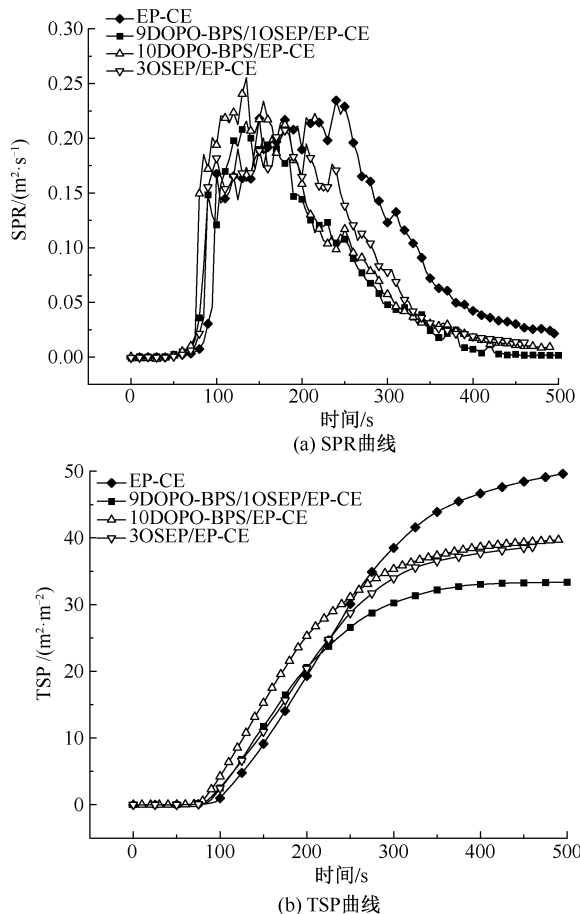 EP-CE
9DOPO-BPS/1OSEP/EP-CE
10DOPO-BPS/EP-CE
3OSEP/EP-CE
SPR/(m²·s⁻¹)
0.30
0.25
0.20
0.15
0.10
0.05
0.00
0 100 200 300 400 500
时间/s
(a) SPR曲线
EP-CE
9DOPO-BPS/1OSEP/EP-CE
10DOPO-BPS/EP-CE
3OSEP/EP-CE
TSP /(m²·m⁻²)
50
40
30
20
10
0
0 100 200 300 400 500
时间/s
(b) TSP曲线